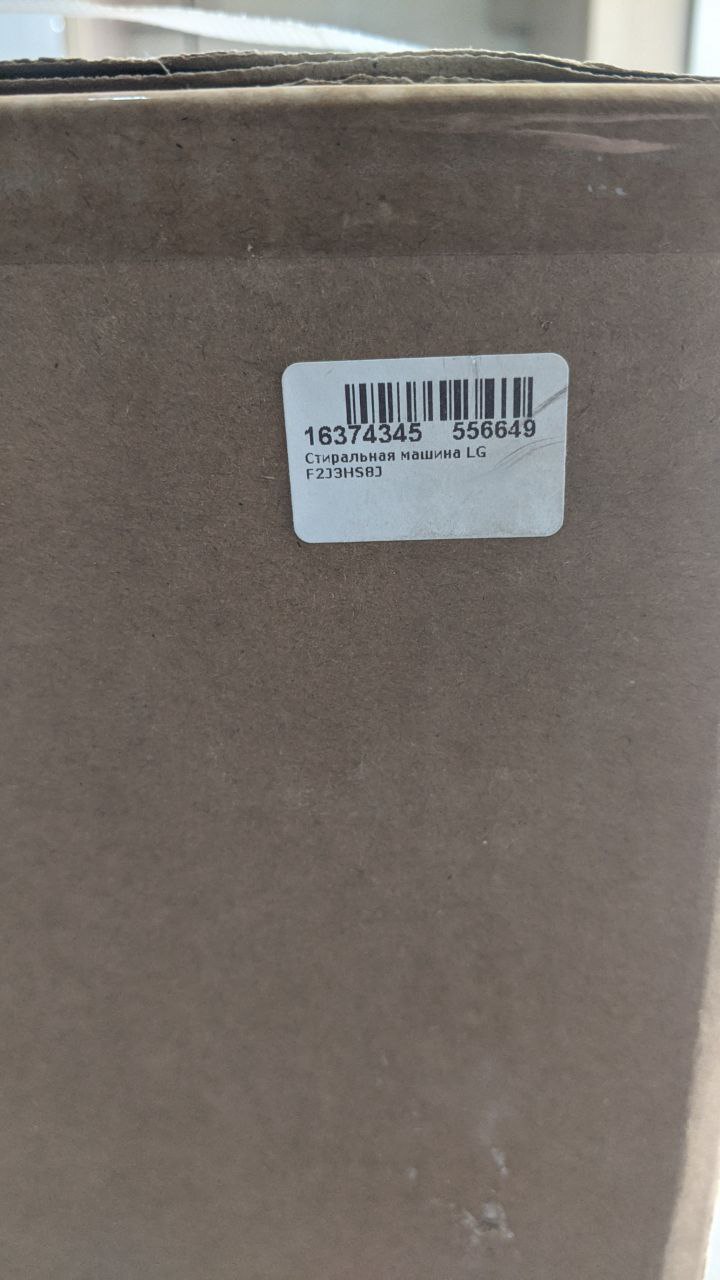 16374345 556649
Стиральная машина LG
F2J3HS8J